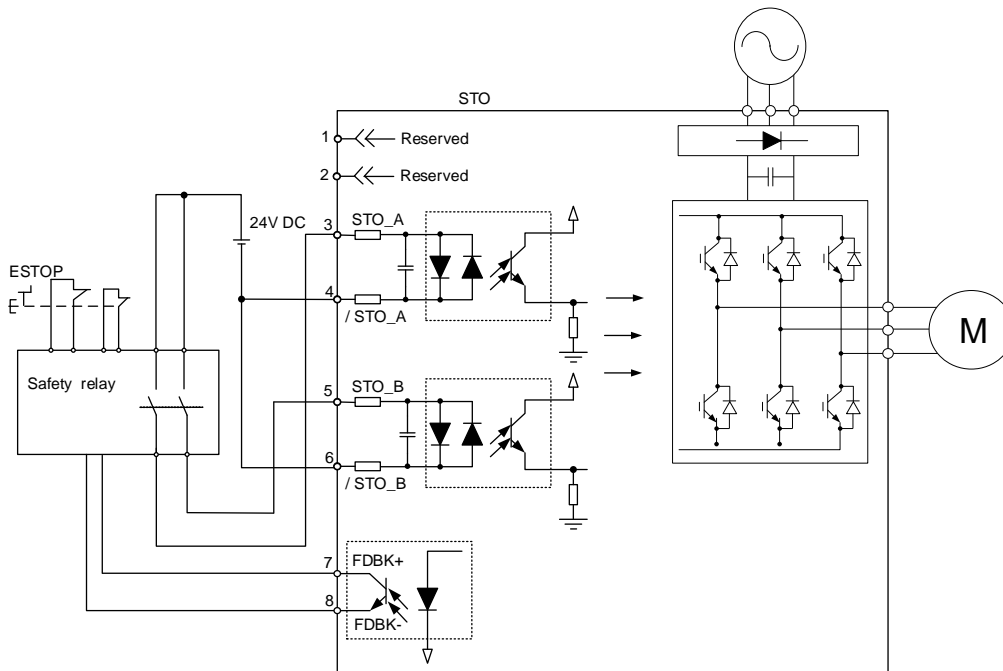 STO
1
Reserved
2
Reserved
24V DC
3
STO_A
ESTOP
4
/ STO_A
M
Safety relay
5
STO_B
6
/ STO_B
7
FDBK+
8
FDBK-